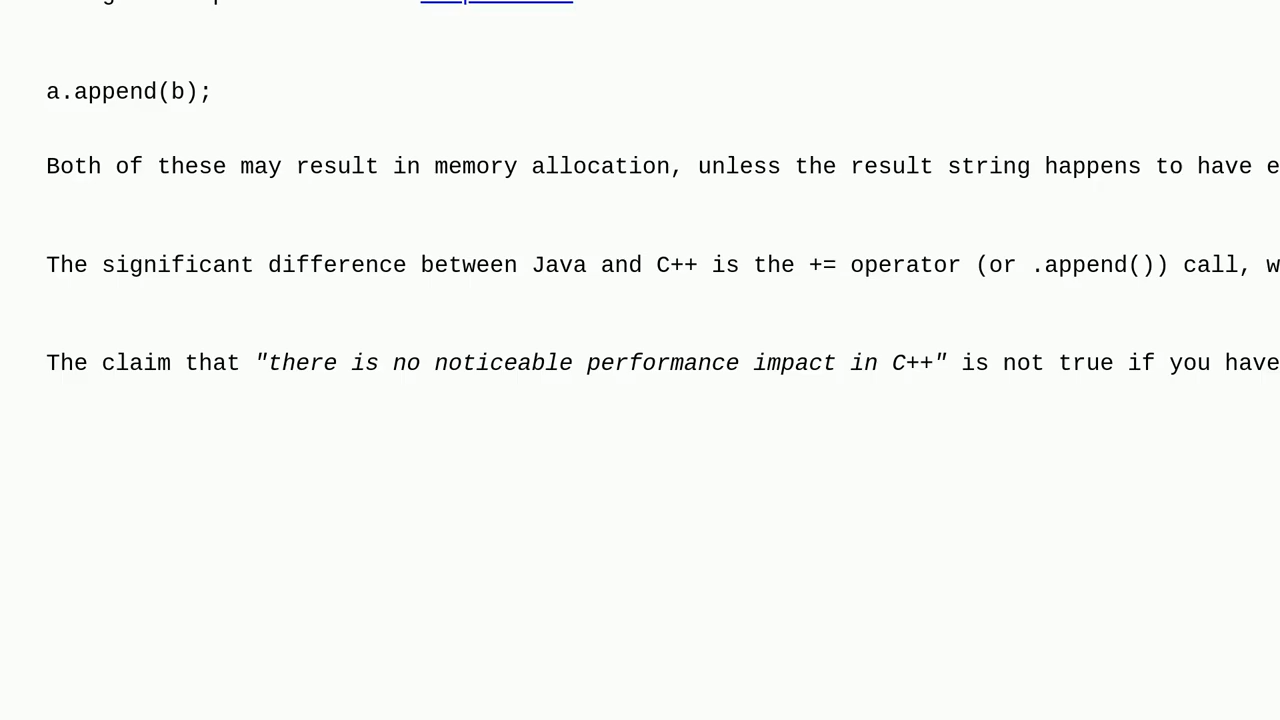 a.append(b);
Both of these may result in memory allocation, unless the result string happens to have
The significant difference between Java and C++ is the += operator (or .append()) call,
The claim that "there is no noticeable performance impact in C++" is not true if you have